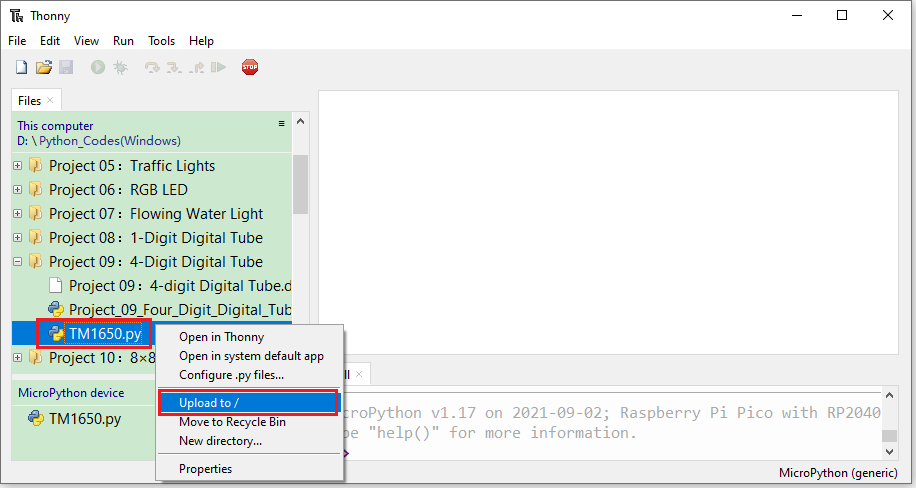 Thonny
File Edit View Run Tools Help
STOP
Files
This computer
D: \Python_Codes(Windows)
Project 05：Traffic Lights
Project 06：RGB LED
Project 07：Flowing Water Light
Project 08：1-Digit Digital Tube
Project 09：4-Digit Digital Tube
Project 09：4-digit Digital Tube.d
Project_09_Four_Digit_Digital_Tub
TM1650.py
Project 10：8×8
MicroPython device
TM1650.py
Open in Thonny
Open in system default app
Configure .py files...
Upload to /
Move to Recycle Bin
New directory...
Properties
croPython v1.17 on 2021-09-02; Raspberry Pi Pico with RP2040
pe "help()" for more information.
MicroPython (generic)